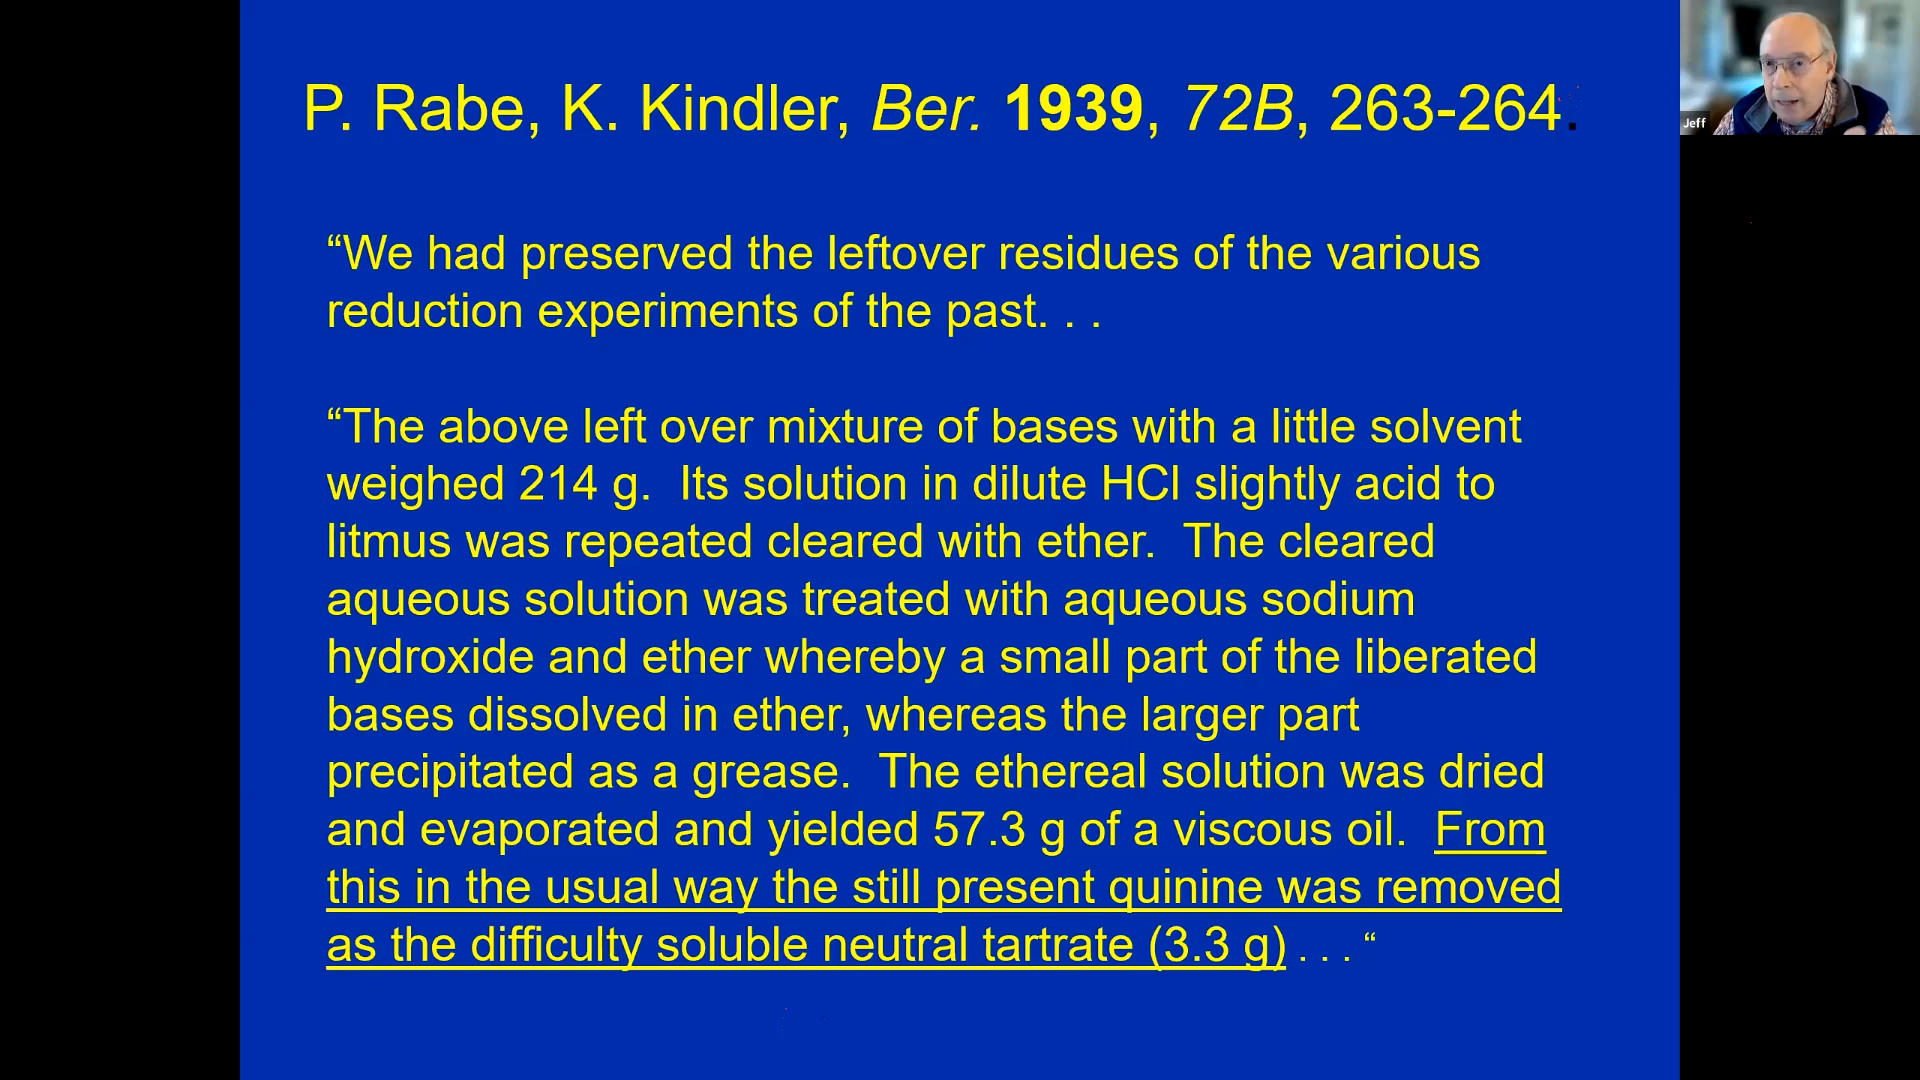 P. Rabe, K. Kindler, Ber. 1939, 72B, 263-264.
Jeff
“We had preserved the leftover residues of the various
reduction experiments of the past. . .
“The above left over mixture of bases with a little solvent
weighed 214 g.  Its solution in dilute HCl slightly acid to
litmus was repeated cleared with ether.  The cleared
aqueous solution was treated with aqueous sodium
hydroxide and ether whereby a small part of the liberated
bases dissolved in ether, whereas the larger part
precipitated as a grease.  The ethereal solution was dried
and evaporated and yielded 57.3 g of a viscous oil.  From
this in the usual way the still present quinine was removed
as the difficulty soluble neutral tartrate (3.3 g) . . . “